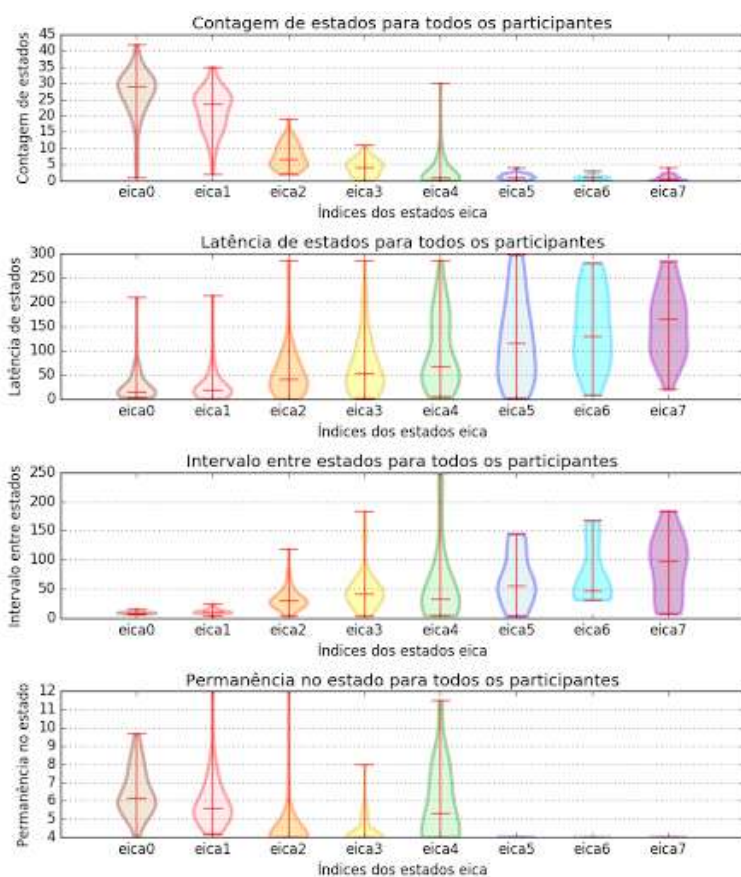 Contagem de estados para todos os participantes
Contagem de estados
45
40
35
30
25
20
15
10
5
0
eica0 eica1 eica2 eica3 eica4 eica5 eica6 eica7
Índices dos estados eica
Latência de estados para todos os participantes
Latência de estados
300
250
200
150
100
50
0
eica0 eica1 eica2 eica3 eica4 eica5 eica6 eica7
Índices dos estados eica
Intervalo entre estados para todos os participantes
Intervalo entre estados
250
200
150
100
50
0
eica0 eica1 eica2 eica3 eica4 eica5 eica6 eica7
Índices dos estados eica
Permanência no estado para todos os participantes
Permanência no estado
12
11
10
9
8
7
6
5
4
eica0 eica1 eica2 eica3 eica4 eica5 eica6 eica7
Índices dos estados eica